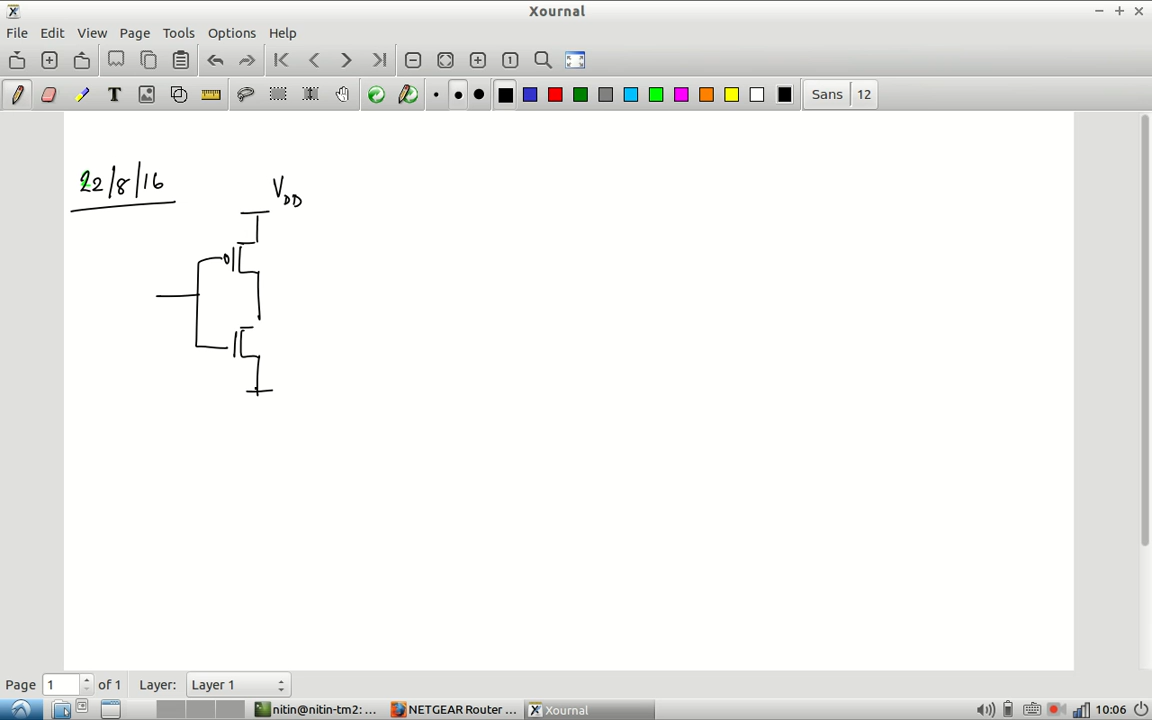 Xournal
File Edit View Page Tools Options Help
Sans 12
22/8/16
VDD
Page 1 of 1 Layer: Layer 1
nitin@nitin-tm2: ... NETGEAR Router ... Xournal 10:06